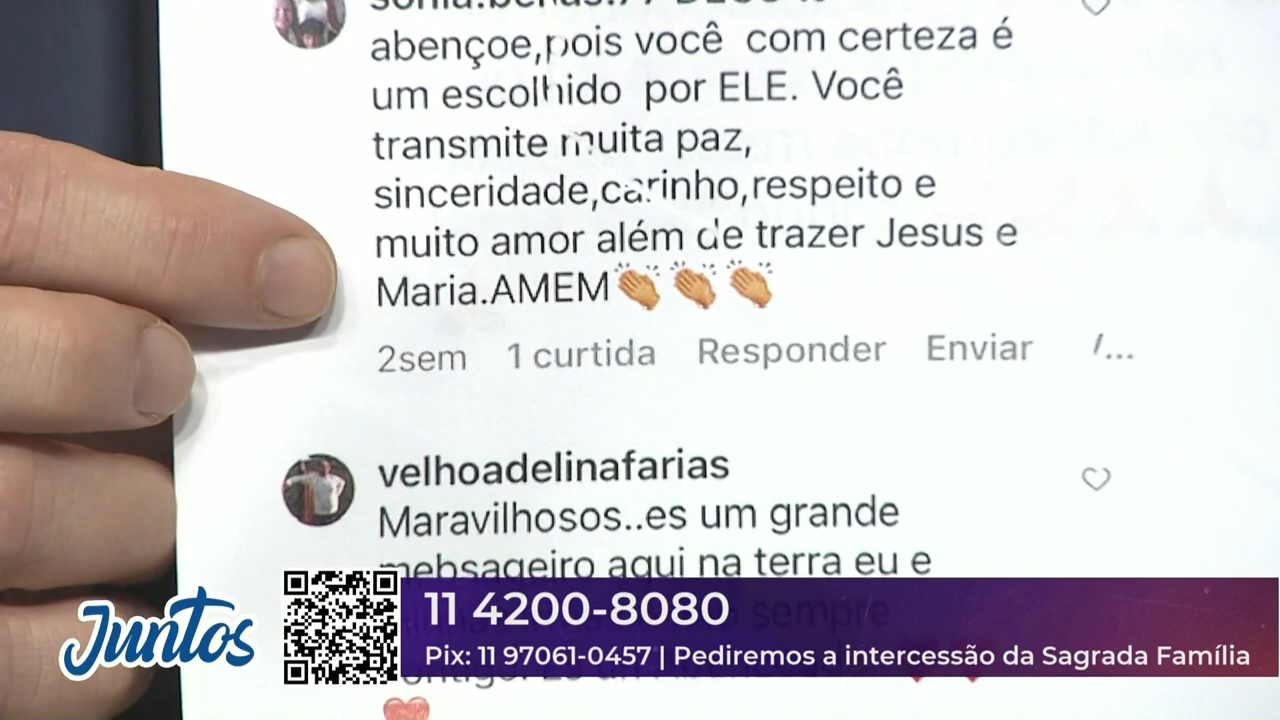 abençoe,pois você com certeza é
um escolhido por ELE. Você
transmite muita paz,
sinceridade,carinho,respeito e
muito amor além de trazer Jesus e
Maria.AMEM👏👏👏
2sem 1 curtida Responder Enviar ...
velhoadelinafarias
Maravilhosos..es um grande
mebsageiro aqui na terra eu e
sempre
Juntos
11 4200-8080
Pix: 11 97061-0457 | Pediremos a intercessão da Sagrada Família